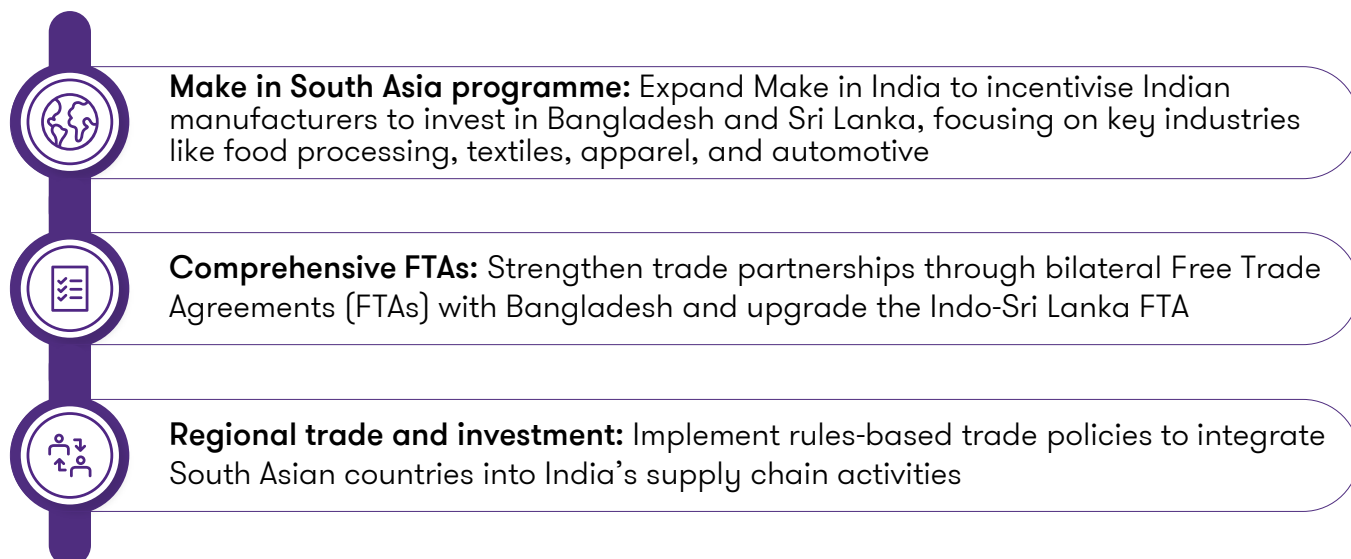 Make in South Asia programme: Expand Make in India to incentivise Indian
manufacturers to invest in Bangladesh and Sri Lanka, focusing on key industries
like food processing, textiles, apparel, and automotive
Comprehensive FTAs: Strengthen trade partnerships through bilateral Free Trade
Agreements (FTAs) with Bangladesh and upgrade the Indo-Sri Lanka FTA
Regional trade and investment: Implement rules-based trade policies to integrate
South Asian countries into India’s supply chain activities